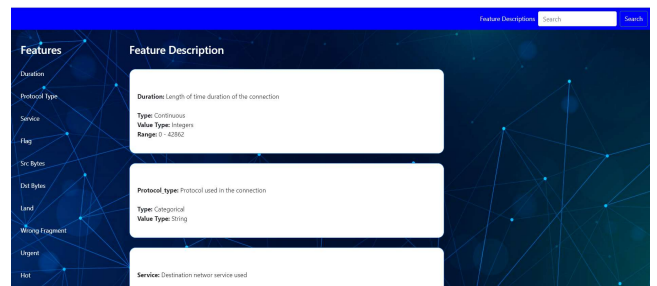 Feature Descriptions Search Search
Features
Duration
Protocol Type
Service
Flag
Src Bytes
Dst Bytes
Land
Wrong Fragment
Urgent
Hot
Feature Description
Duration: Length of time duration of the connection
Type: Continuous
Value Type: Integers
Range: 0 - 42862
Protocol_type: Protocol used in the connection
Type: Categorical
Value Type: String
Service: Destination networ service used